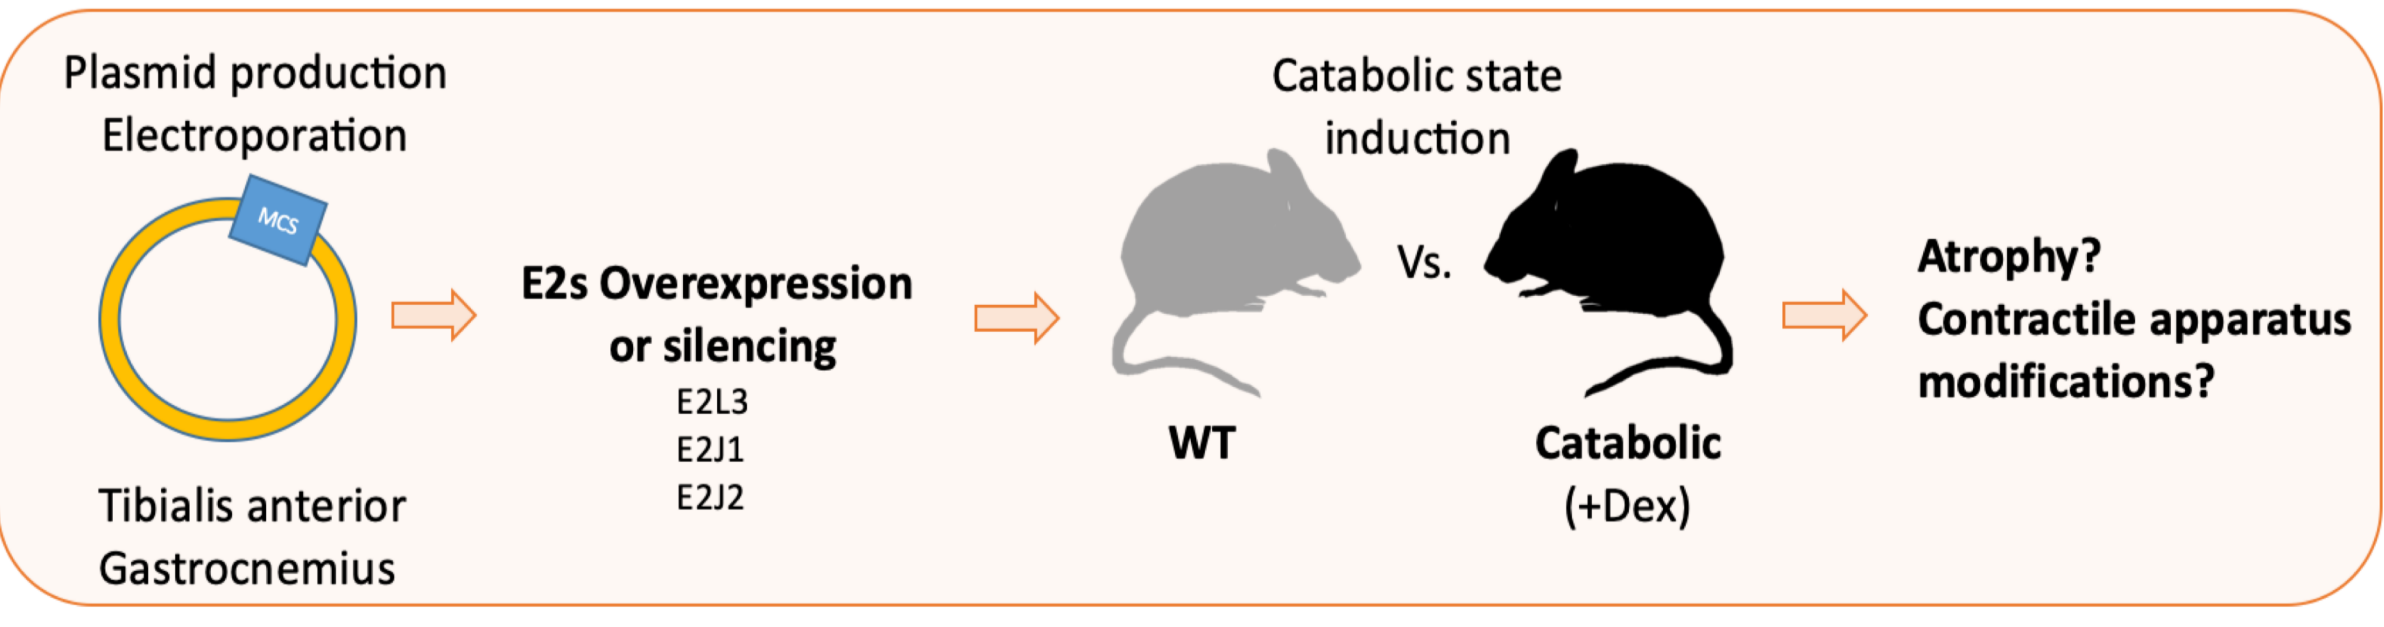 Plasmid production
Electroporation
MCS
Tibialis anterior
Gastrocnemius
E2s Overexpression
or silencing
E2L3
E2J1
E2J2
Catabolic state
induction
Vs.
WT
Catabolic
(+Dex)
Atrophy?
Contractile apparatus
modifications?